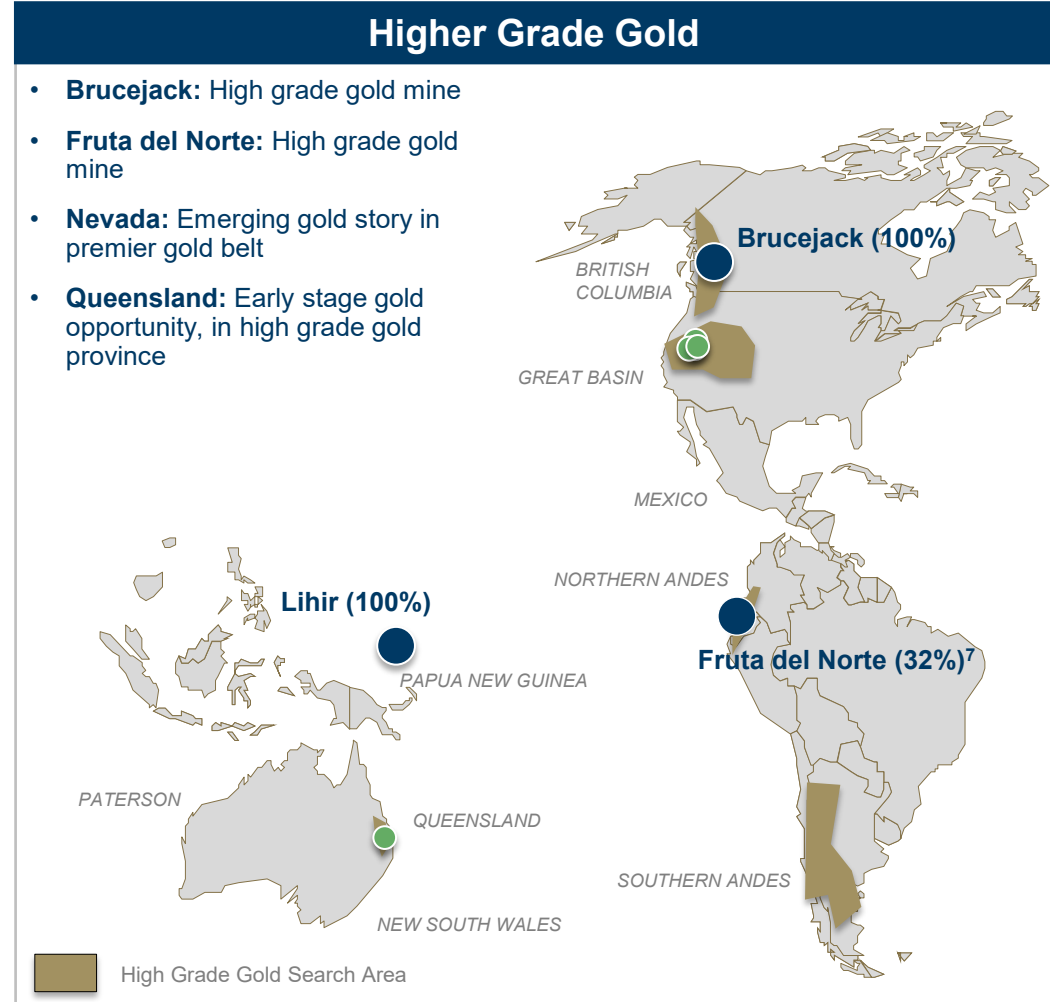 Higher Grade Gold
• Brucejack: High grade gold mine
• Fruta del Norte: High grade gold
mine
• Nevada: Emerging gold story in
premier gold belt
• Queensland: Early stage gold
opportunity, in high grade gold
province
Brucejack (100%)
BRITISH
COLUMBIA
GREAT BASIN
MEXICO
NORTHERN ANDES
Lihir (100%)
Fruta del Norte (32%)⁷
PAPUA NEW GUINEA
PATERSON
QUEENSLAND
SOUTHERN ANDES
NEW SOUTH WALES
High Grade Gold Search Area